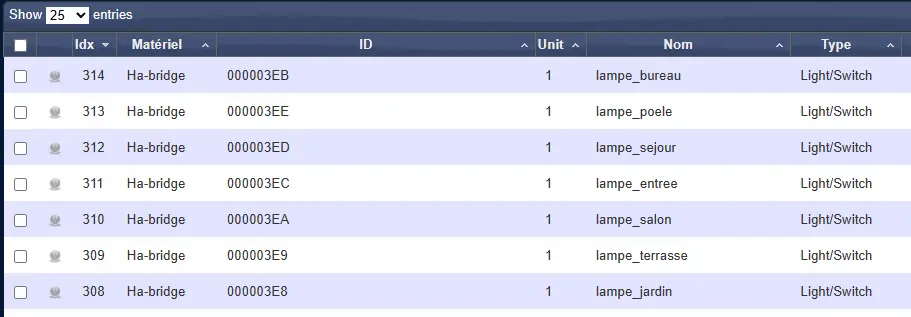 Show 25 entries
Idx Matériel ID Unit Nom Type
314 Ha-bridge 000003EB 1 lampe_bureau Light/Switch
313 Ha-bridge 000003EE 1 lampe_poele Light/Switch
312 Ha-bridge 000003ED 1 lampe_sejour Light/Switch
311 Ha-bridge 000003EC 1 lampe_entree Light/Switch
310 Ha-bridge 000003EA 1 lampe_salon Light/Switch
309 Ha-bridge 000003E9 1 lampe_terrasse Light/Switch
308 Ha-bridge 000003E8 1 lampe_jardin Light/Switch